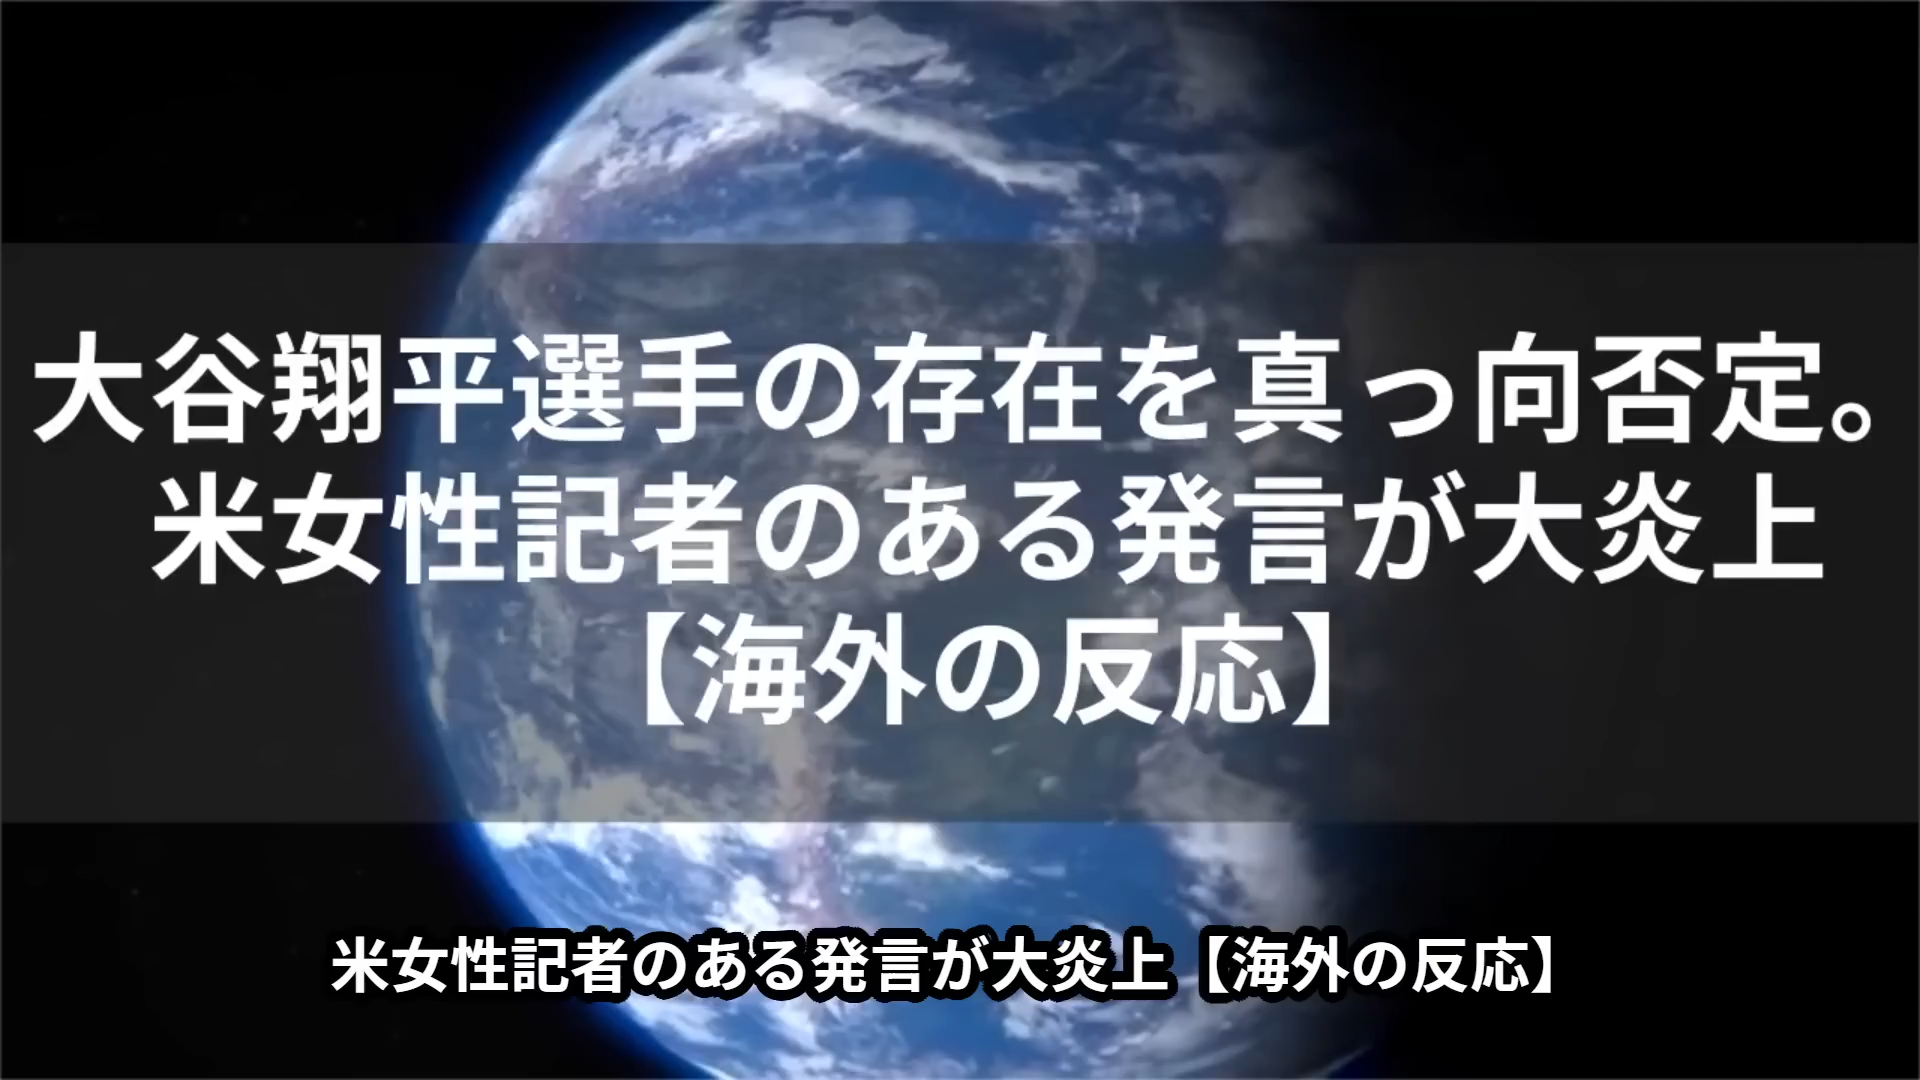 大谷翔平選手の存在を真っ向否定。
米女性記者のある発言が大炎上
【海外の反応】
米女性記者のある発言が大炎上【海外の反応】